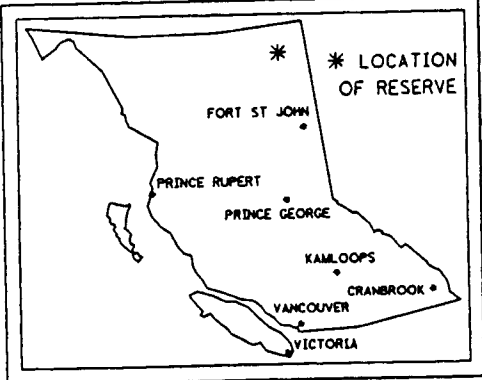 * LOCATION
OF RESERVE
FORT ST JOHN
PRINCE RUPERT
PRINCE GEORGE
KAMLOOPS
CRANBROOK
VANCOUVER
VICTORIA